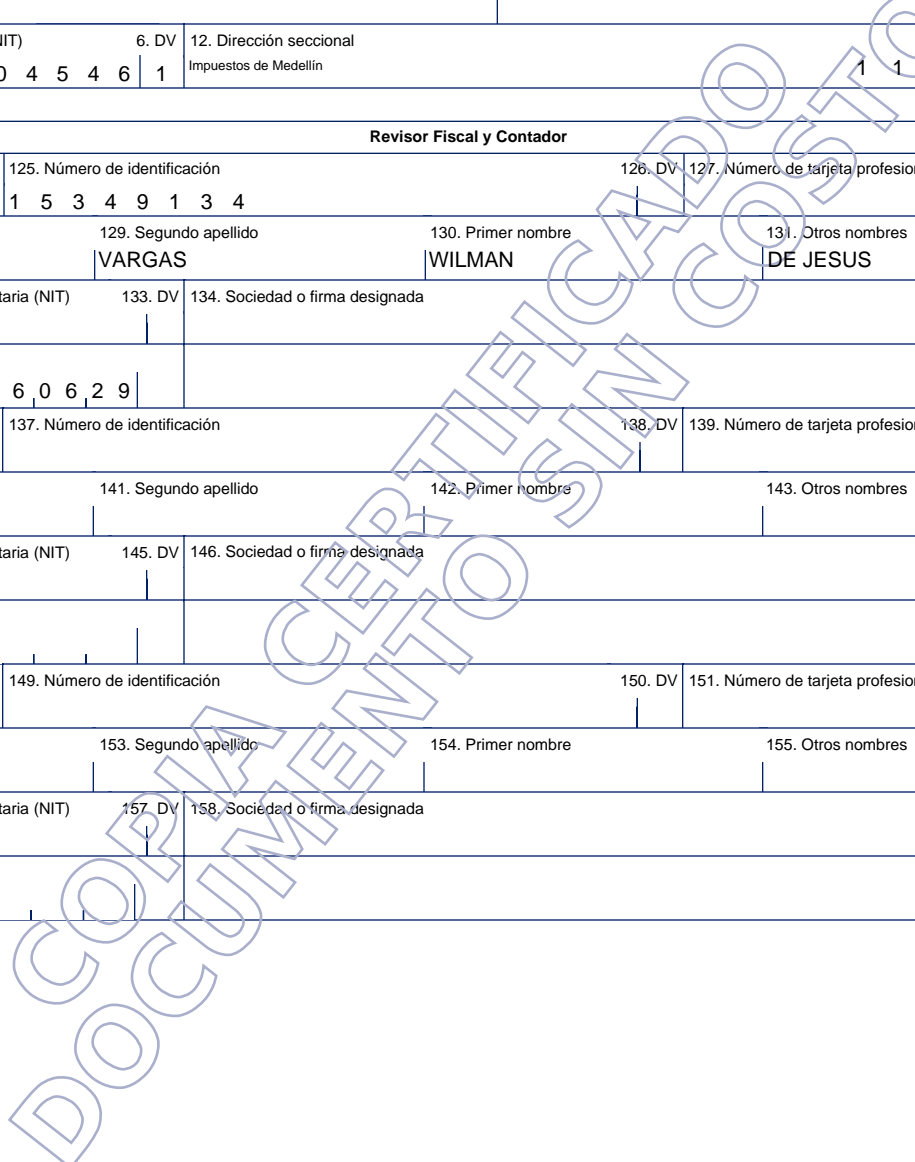 NIT) 6. DV 12. Dirección seccional
0 4 5 4 6 1 Impuestos de Medellín 1 1
Revisor Fiscal y Contador
125. Número de identificación 126. DV 127. Número de tarjeta profesion
1 5 3 4 9 1 3 4
129. Segundo apellido 130. Primer nombre 131. Otros nombres
VARGAS WILMAN DE JESUS
taria (NIT) 133. DV 134. Sociedad o firma designada
6 0 6 2 9
137. Número de identificación 138. DV 139. Número de tarjeta profesion
141. Segundo apellido 142. Primer nombre 143. Otros nombres
taria (NIT) 145. DV 146. Sociedad o firma designada
149. Número de identificación 150. DV 151. Número de tarjeta profesion
153. Segundo apellido 154. Primer nombre 155. Otros nombres
taria (NIT) 157. DV 158. Sociedad o firma designada
COPIA CERTIFICADO
DOCUMENTO SIN COSTO